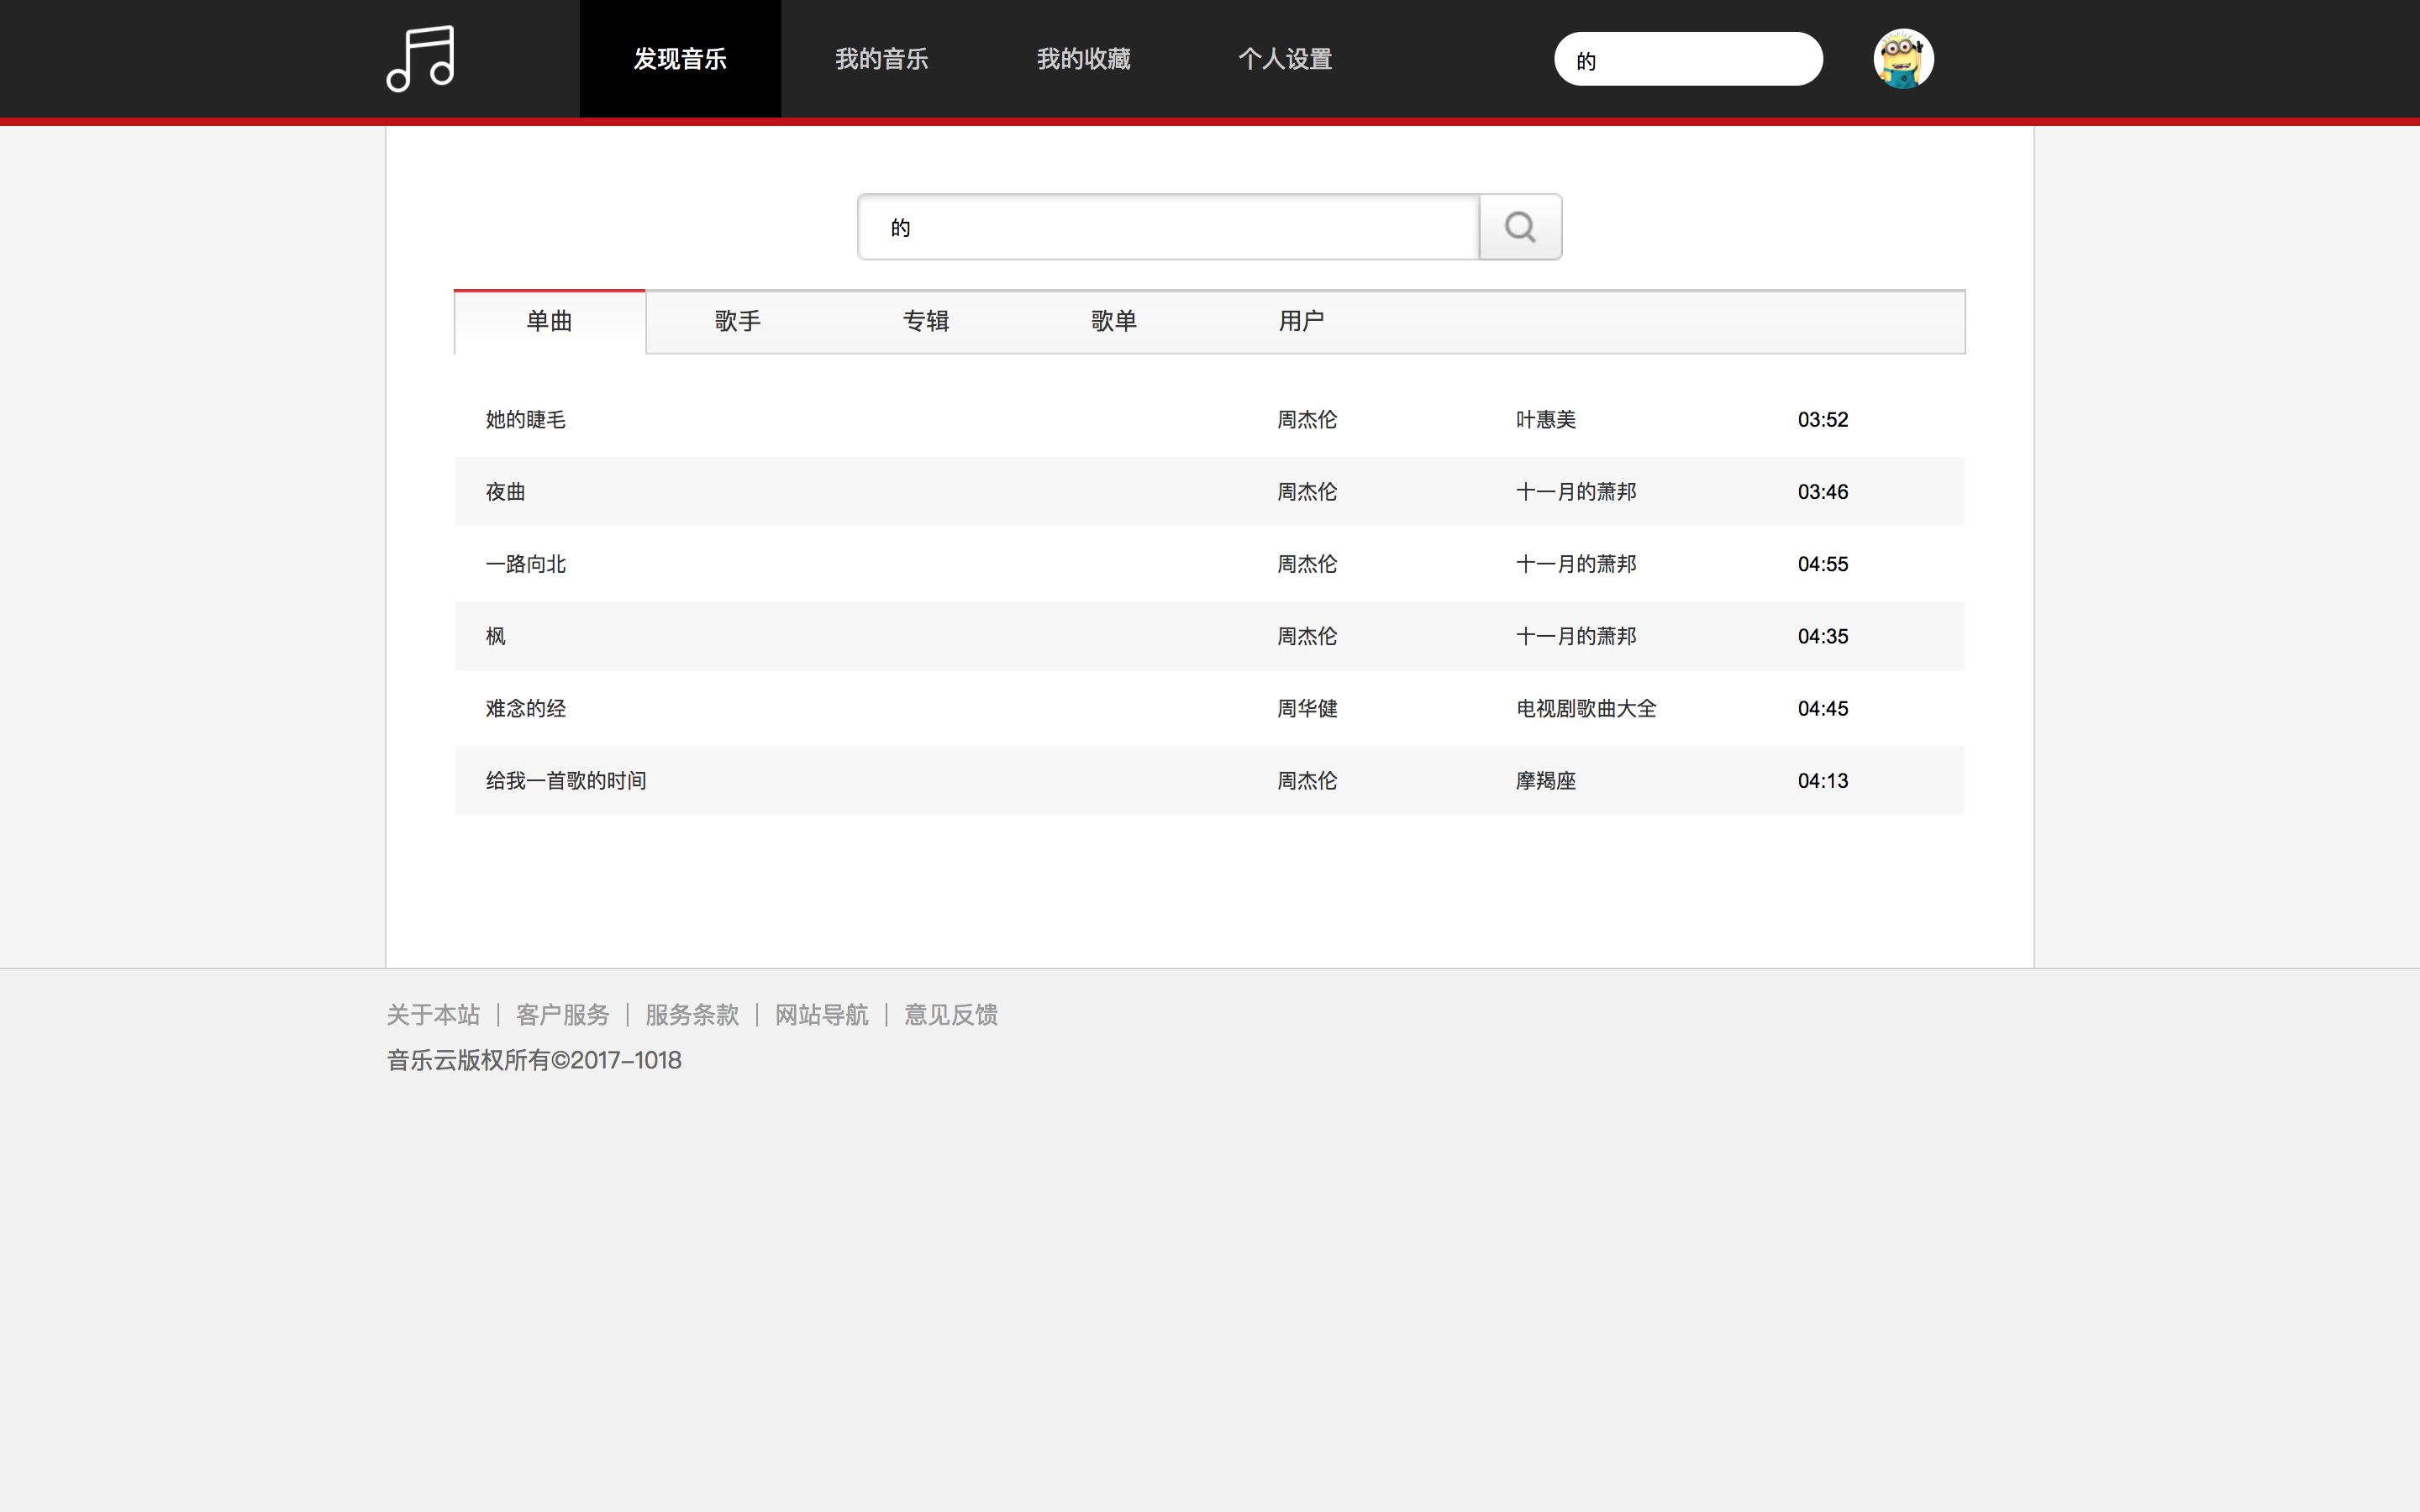 发现音乐 我的音乐 我的收藏 个人设置 的
的
单曲 歌手 专辑 歌单 用户
她的睫毛 周杰伦 叶惠美 03:52
夜曲 周杰伦 十一月的萧邦 03:46
一路向北 周杰伦 十一月的萧邦 04:55
枫 周杰伦 十一月的萧邦 04:35
难念的经 周华健 电视剧歌曲大全 04:45
给我一首歌的时间 周杰伦 摩羯座 04:13
关于本站 | 客户服务 | 服务条款 | 网站导航 | 意见反馈
音乐云版权所有©2017-1018